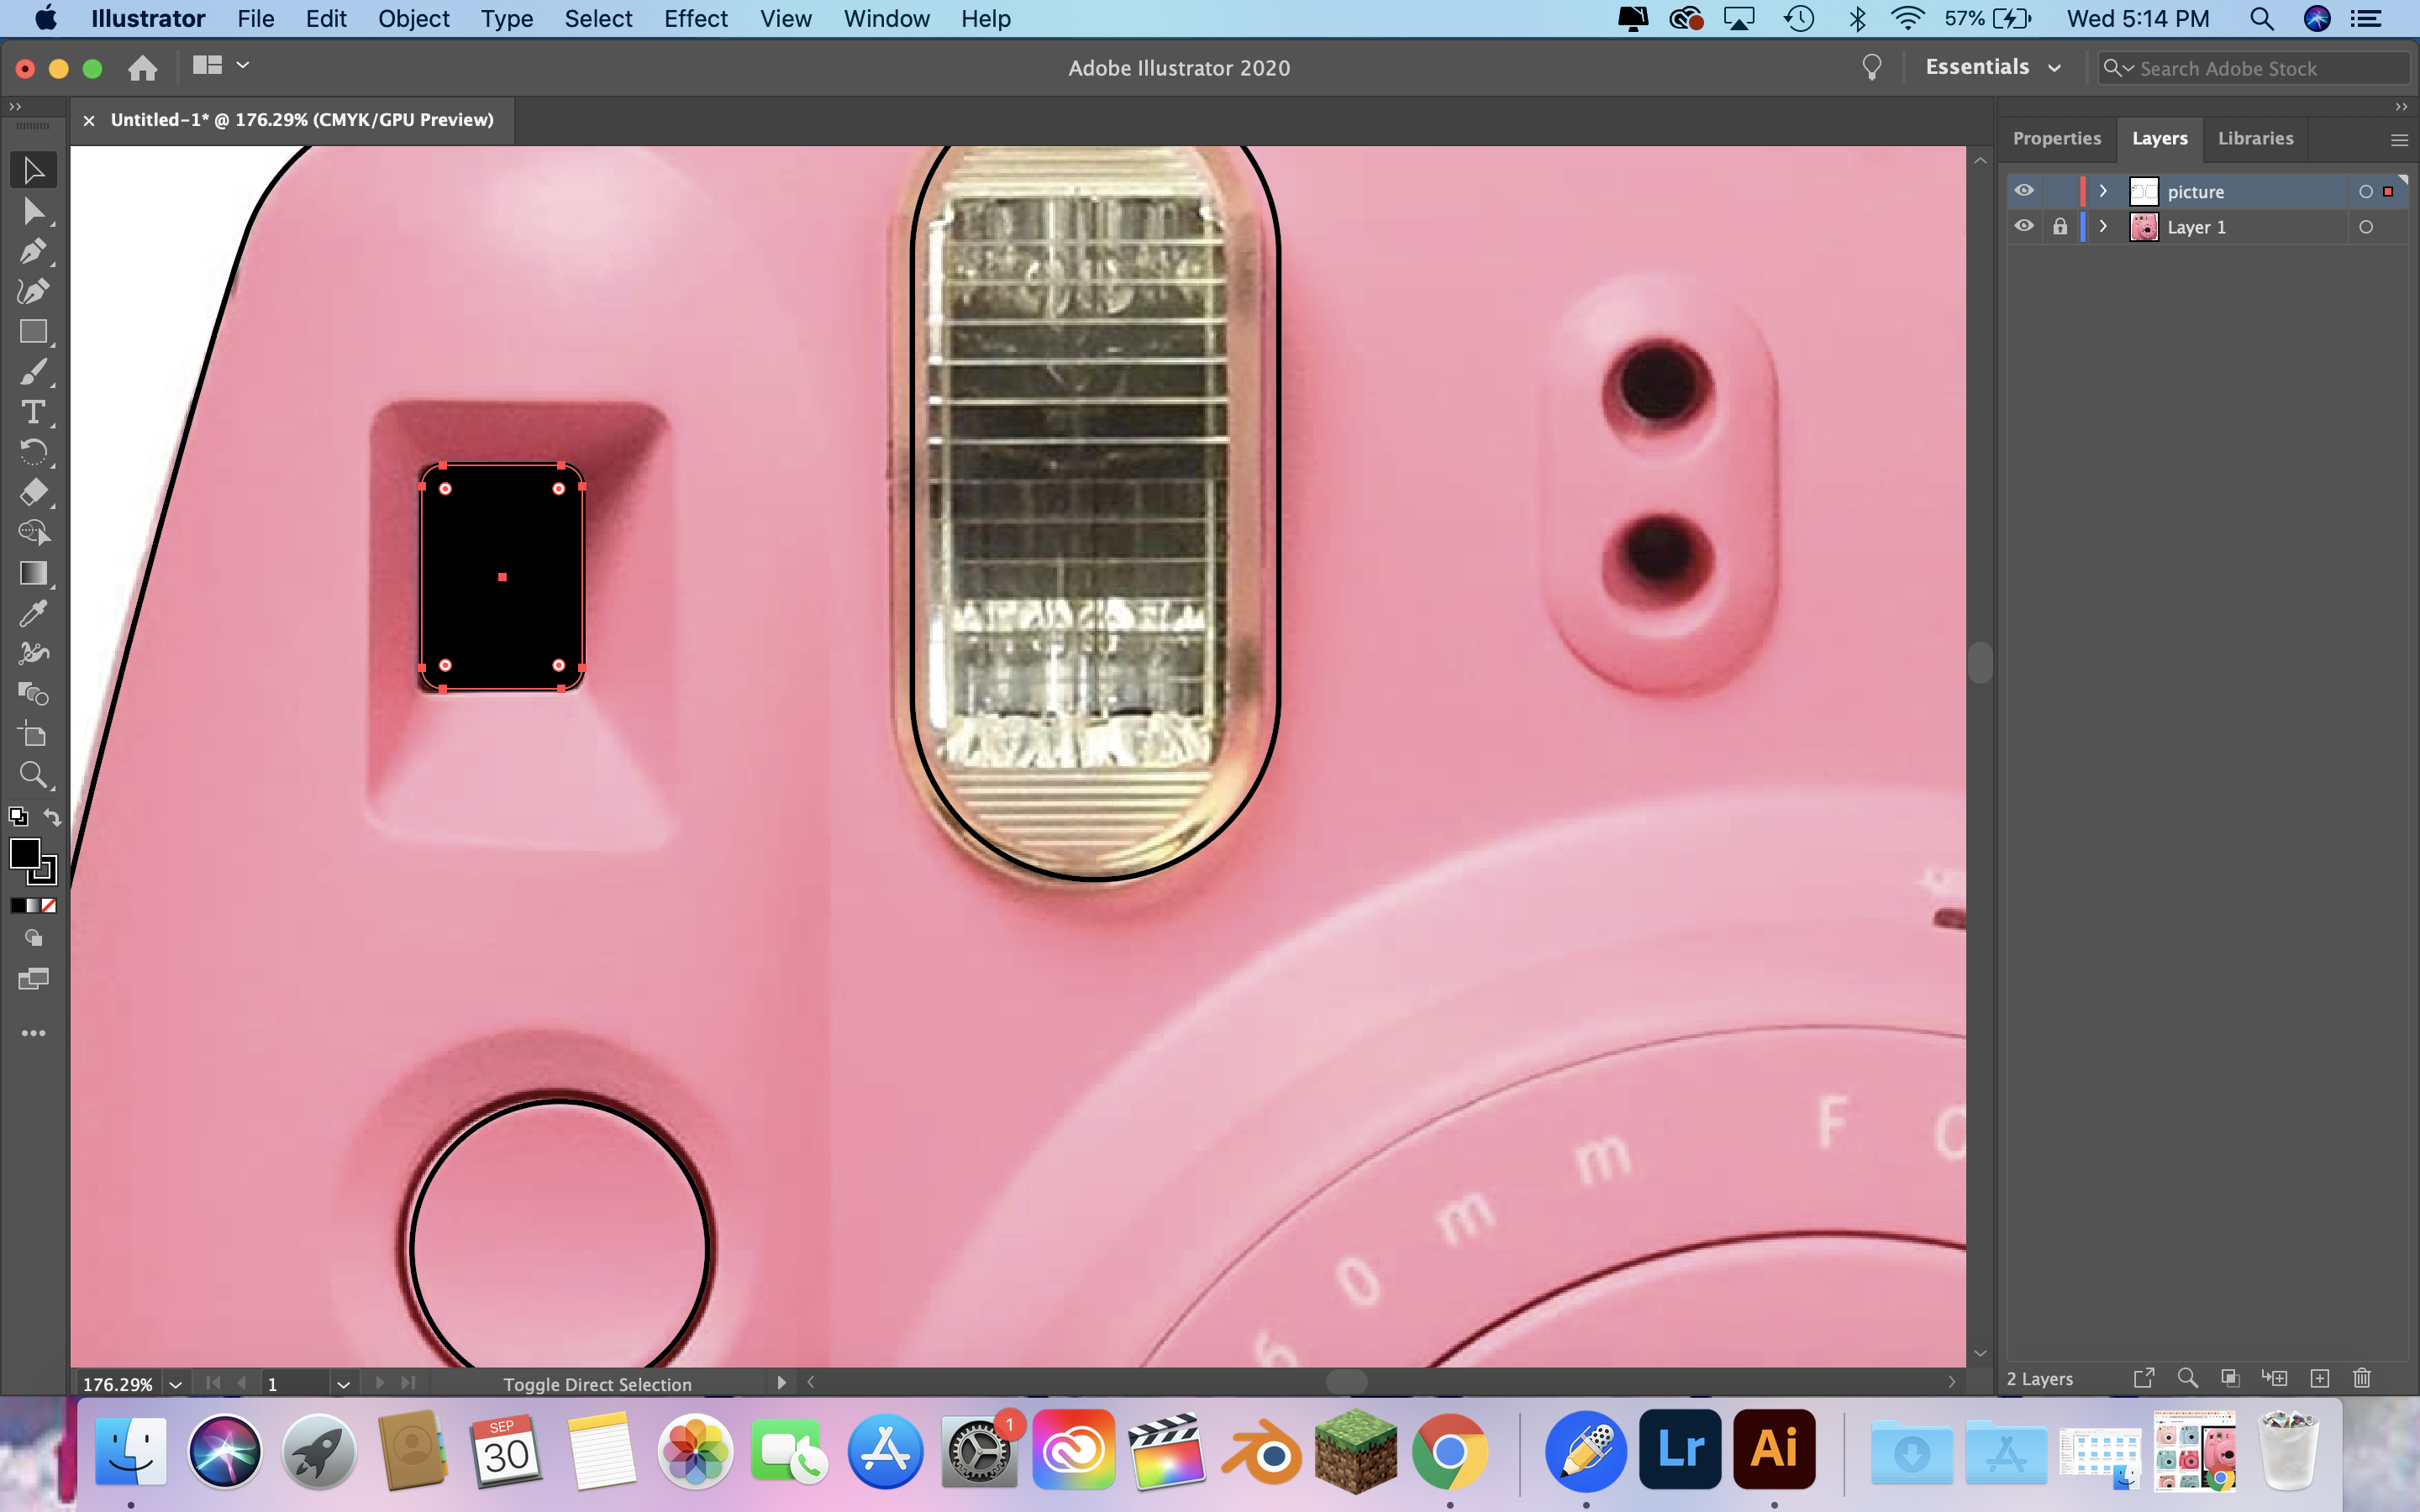 Illustrator File Edit Object Type Select Effect View Window Help 57% Wed 5:14 PM
Adobe Illustrator 2020 Essentials Search Adobe Stock
Untitled-1* @ 176.29% (CMYK/GPU Preview)
Properties Layers Libraries
picture
Layer 1
F
m
m
0
6
176.29% 1 Toggle Direct Selection 2 Layers
SEP
30
1
Lr
Ai